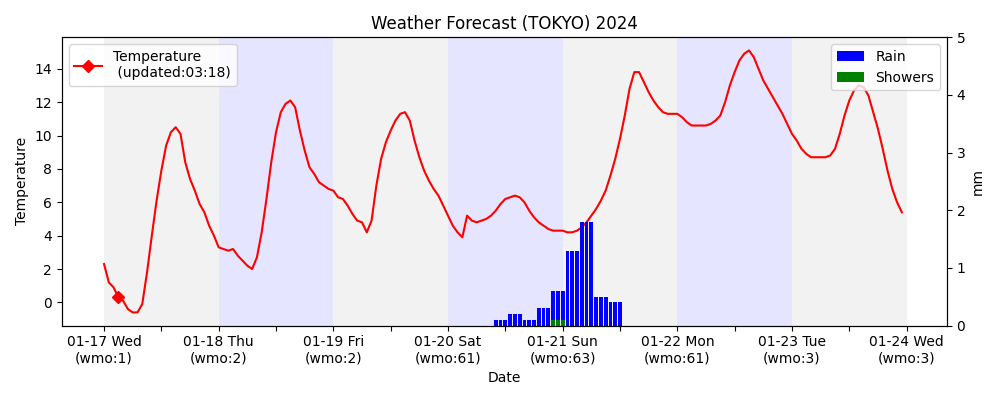 Weather Forecast (TOKYO) 2024
Temperature
(updated:03:18)
Rain
Showers
Temperature
14
12
10
8
6
4
2
0
5
4
3
2
1
0
mm
01-17 Wed
(wmo:1)
01-18 Thu
(wmo:2)
01-19 Fri
(wmo:2)
01-20 Sat
(wmo:61)
01-21 Sun
(wmo:63)
01-22 Mon
(wmo:61)
01-23 Tue
(wmo:3)
01-24 Wed
(wmo:3)
Date